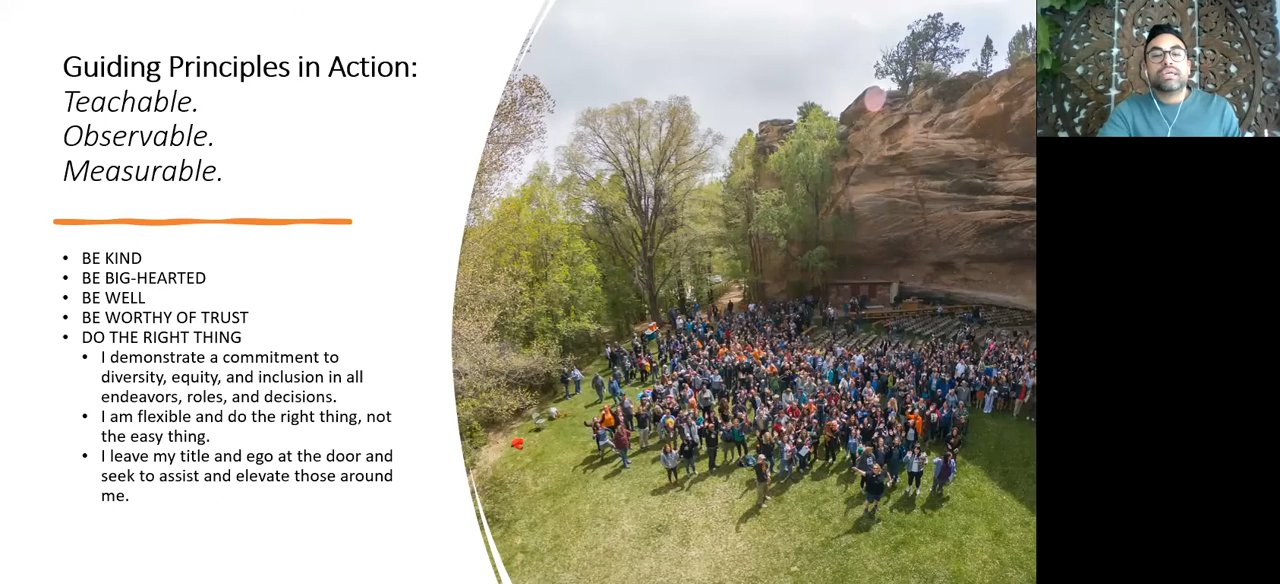 Guiding Principles in Action:
Teachable.
Observable.
Measurable.
• BE KIND
• BE BIG-HEARTED
• BE WELL
• BE WORTHY OF TRUST
• DO THE RIGHT THING
• I demonstrate a commitment to
diversity, equity, and inclusion in all
endeavors, roles, and decisions.
• I am flexible and do the right thing, not
the easy thing.
• I leave my title and ego at the door and
seek to assist and elevate those around
me.